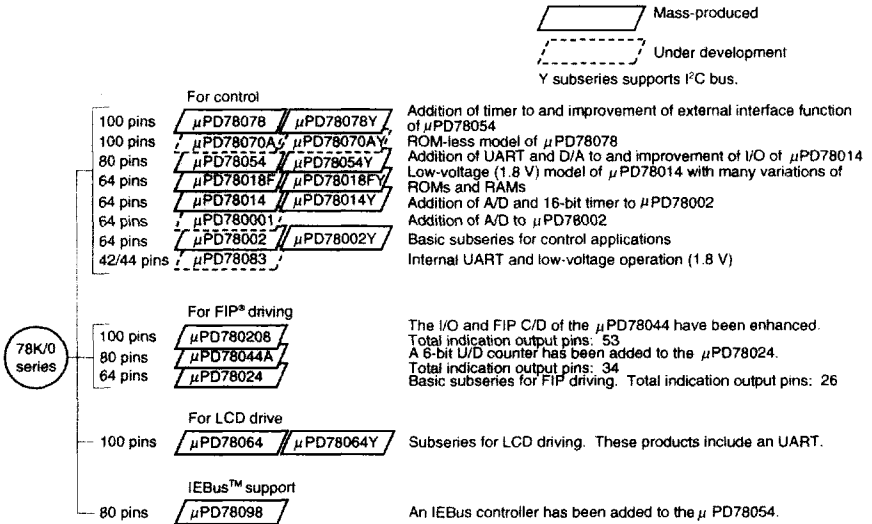 Mass-produced
Under development
Y subseries supports I²C bus.
For control
100 pins µPD78078 µPD78078Y Addition of timer to and improvement of external interface function
of µPD78054
100 pins µPD78070A µPD78070AY ROM-less model of µPD78078
80 pins µPD78054 µPD78054Y Addition of UART and D/A to and improvement of I/O of µPD78014
64 pins µPD78018F µPD78018FY Low-voltage (1.8 V) model of µPD78014 with many variations of
ROMs and RAMs
64 pins µPD78014 µPD78014Y Addition of A/D and 16-bit timer to µPD78002
64 pins µPD780001 Addition of A/D to µPD78002
64 pins µPD78002 µPD78002Y Basic subseries for control applications
42/44 pins µPD78083 Internal UART and low-voltage operation (1.8 V)
78K/0
series
For FIP® driving
100 pins µPD780208 The I/O and FIP C/D of the µPD78044 have been enhanced.
Total indication output pins: 53
80 pins µPD78044A A 6-bit U/D counter has been added to the µPD78024.
Total indication output pins: 34
64 pins µPD78024 Basic subseries for FIP driving. Total indication output pins: 26
For LCD drive
100 pins µPD78064 µPD78064Y Subseries for LCD driving. These products include an UART.
IEBus™ support
80 pins µPD78098 An IEBus controller has been added to the µ PD78054.